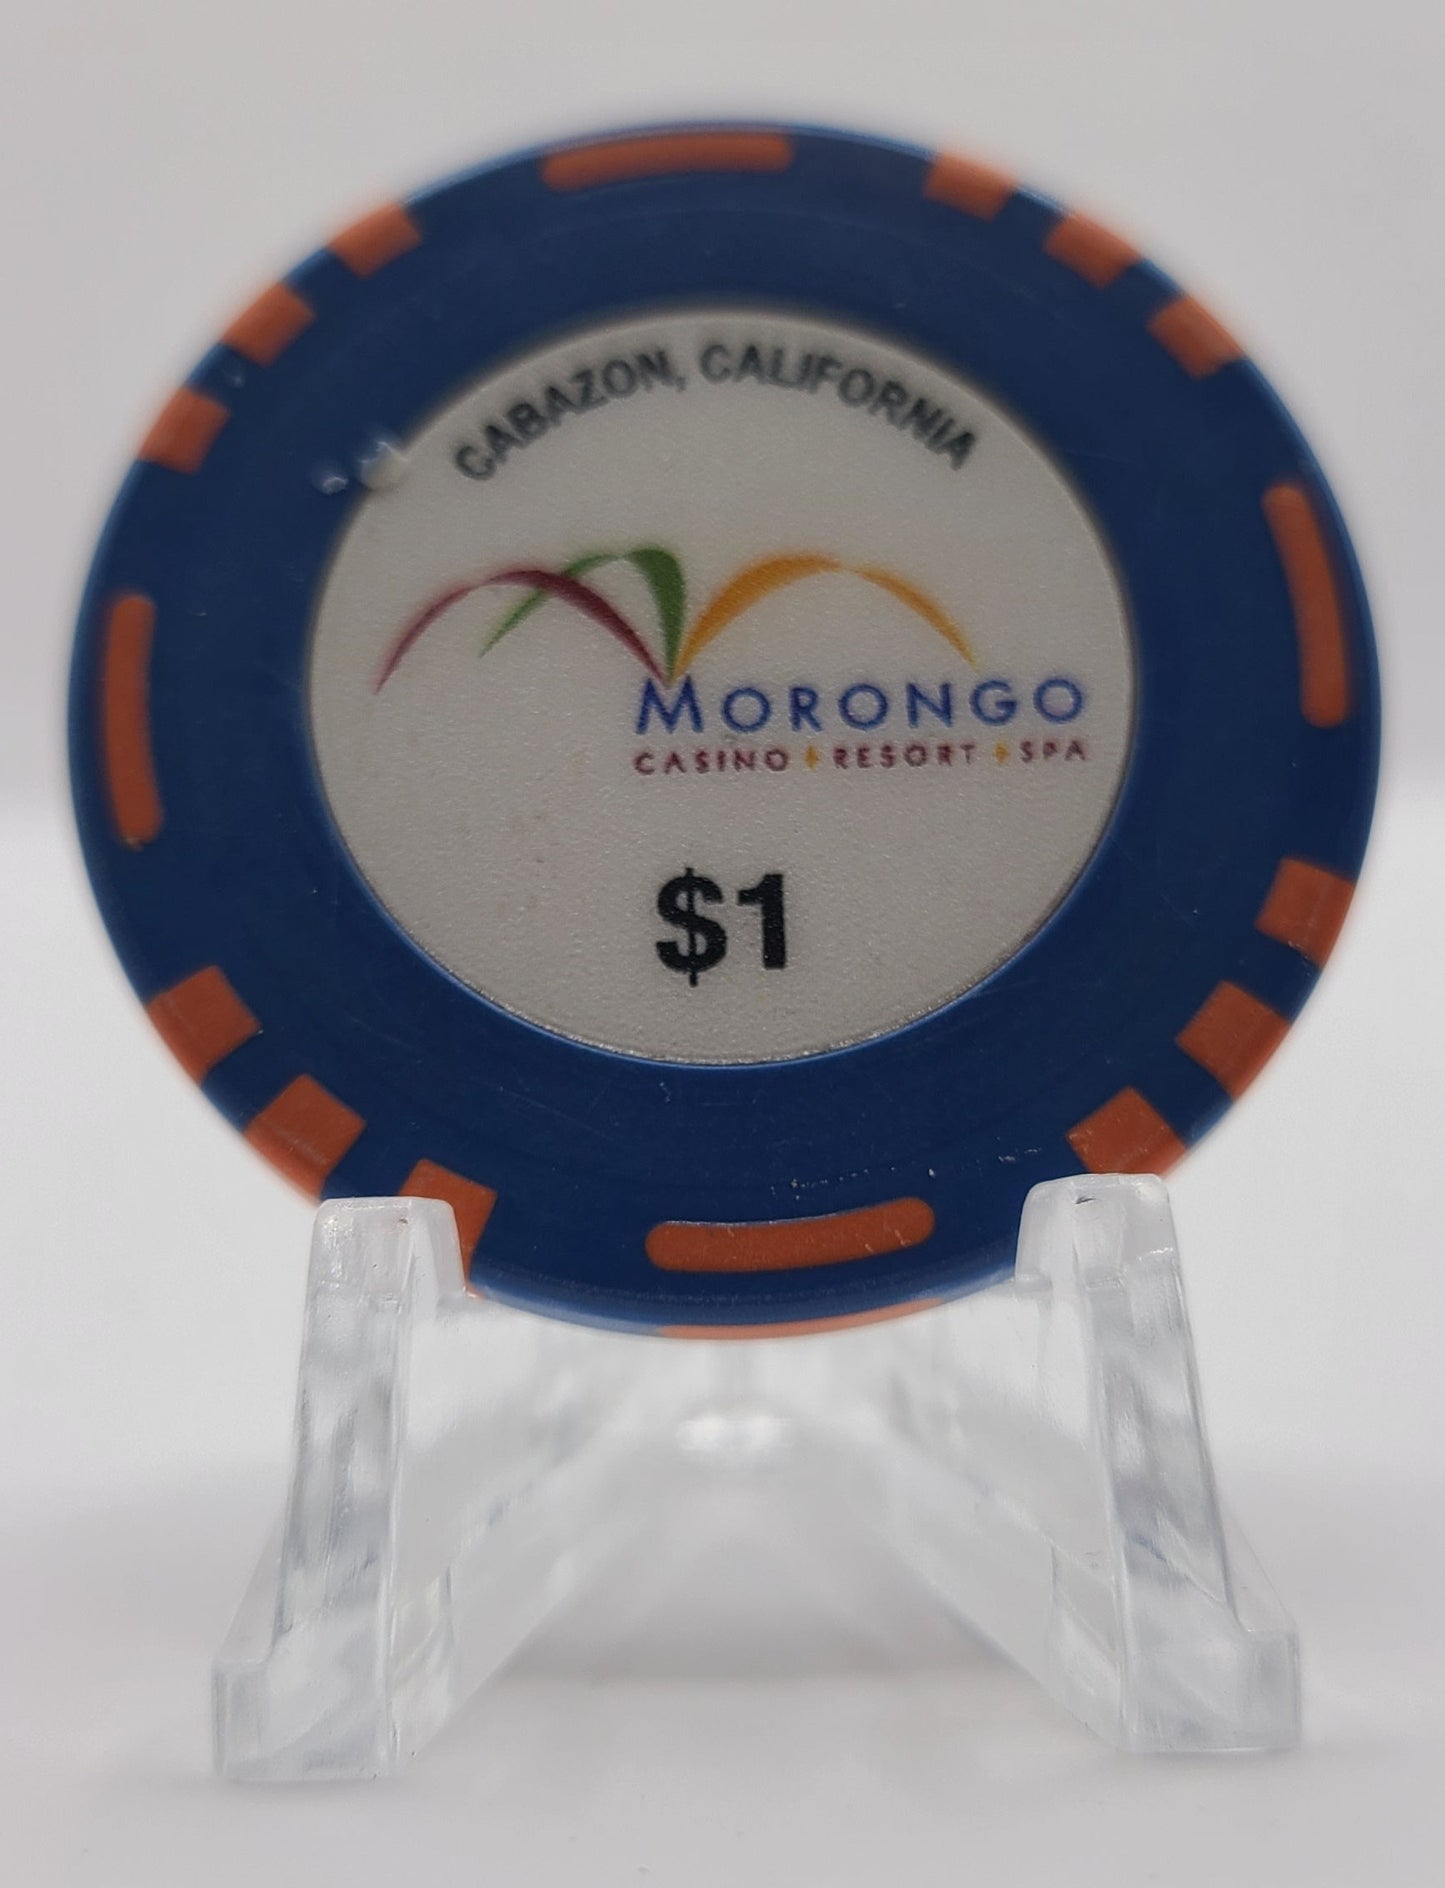 CABAZON, CALIFORNIA
MORONGO
CASINO ♦ RESORT ♦ SPA
$1